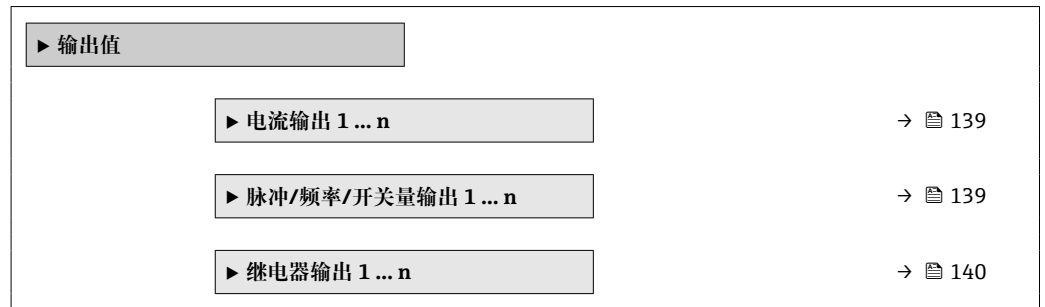 ▶ 输出值
▶ 电流输出 1 … n → 🖹 139
▶ 脉冲/频率/开关量输出 1 … n → 🖹 139
▶ 继电器输出 1 … n → 🖹 140